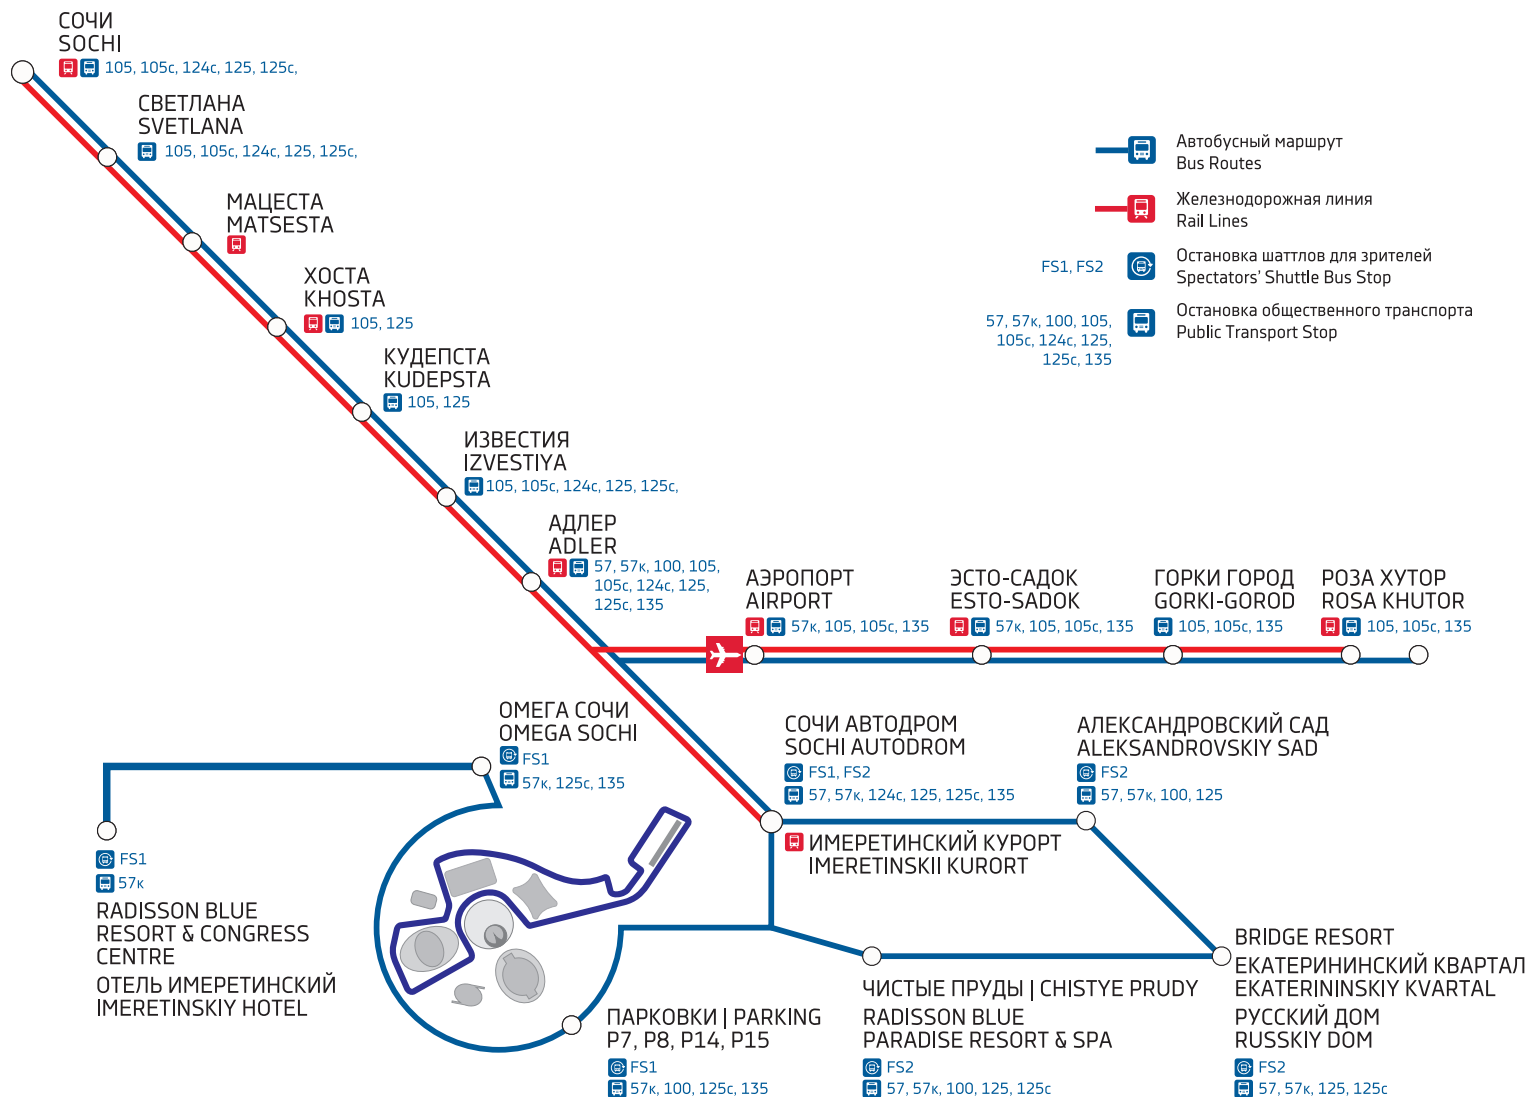 СОЧИ
SOCHI
105, 105с, 124с, 125, 125с,
СВЕТЛАНА
SVETLANA
105, 105с, 124с, 125, 125с,
МАЦЕСТА
MATSESTA
ХОСТА
KHOSTA
105, 125
КУДЕПСТА
KUDEPSTA
105, 125
ИЗВЕСТИЯ
IZVESTIYA
105, 105с, 124с, 125, 125с,
АДЛЕР
ADLER
57, 57к, 100, 105,
105с, 124с, 125,
125с, 135
Автобусный маршрут
Bus Routes
Железнодорожная линия
Rail Lines
FS1, FS2
Остановка шаттлов для зрителей
Spectators' Shuttle Bus Stop
57, 57к, 100, 105,
105с, 124с, 125,
125с, 135
Остановка общественного транспорта
Public Transport Stop
АЭРОПОРТ
AIRPORT
57к, 105, 105с, 135
ЭСТО-САДОК
ESTO-SADOK
57к, 105, 105с, 135
ГОРКИ ГОРОД
GORKI-GOROD
105, 105с, 135
РОЗА ХУТОР
ROSA KHUTOR
105, 105с, 135
ОМЕГА СОЧИ
OMEGA SOCHI
FS1
57к, 125с, 135
СОЧИ АВТОДРОМ
SOCHI AUTODROM
FS1, FS2
57, 57к, 124с, 125, 125с, 135
ИМЕРЕТИНСКИЙ КУРОРТ
IMERETINSKII KURORT
АЛЕКСАНДРОВСКИЙ САД
ALEKSANDROVSKIY SAD
FS2
57, 57к, 100, 125
FS1
57к
RADISSON BLUE
RESORT & CONGRESS
CENTRE
ОТЕЛЬ ИМЕРЕТИНСКИЙ
IMERETINSKIY HOTEL
ПАРКОВКИ | PARKING
P7, P8, P14, P15
FS1
57к, 100, 125с, 135
ЧИСТЫЕ ПРУДЫ | CHISTYE PRUDY
RADISSON BLUE
PARADISE RESORT & SPA
FS2
57, 57к, 100, 125, 125с
BRIDGE RESORT
ЕКАТЕРИНИНСКИЙ КВАРТАЛ
EKATERININSKIY KVARTAL
РУССКИЙ ДОМ
RUSSKIY DOM
FS2
57, 57к, 125, 125с